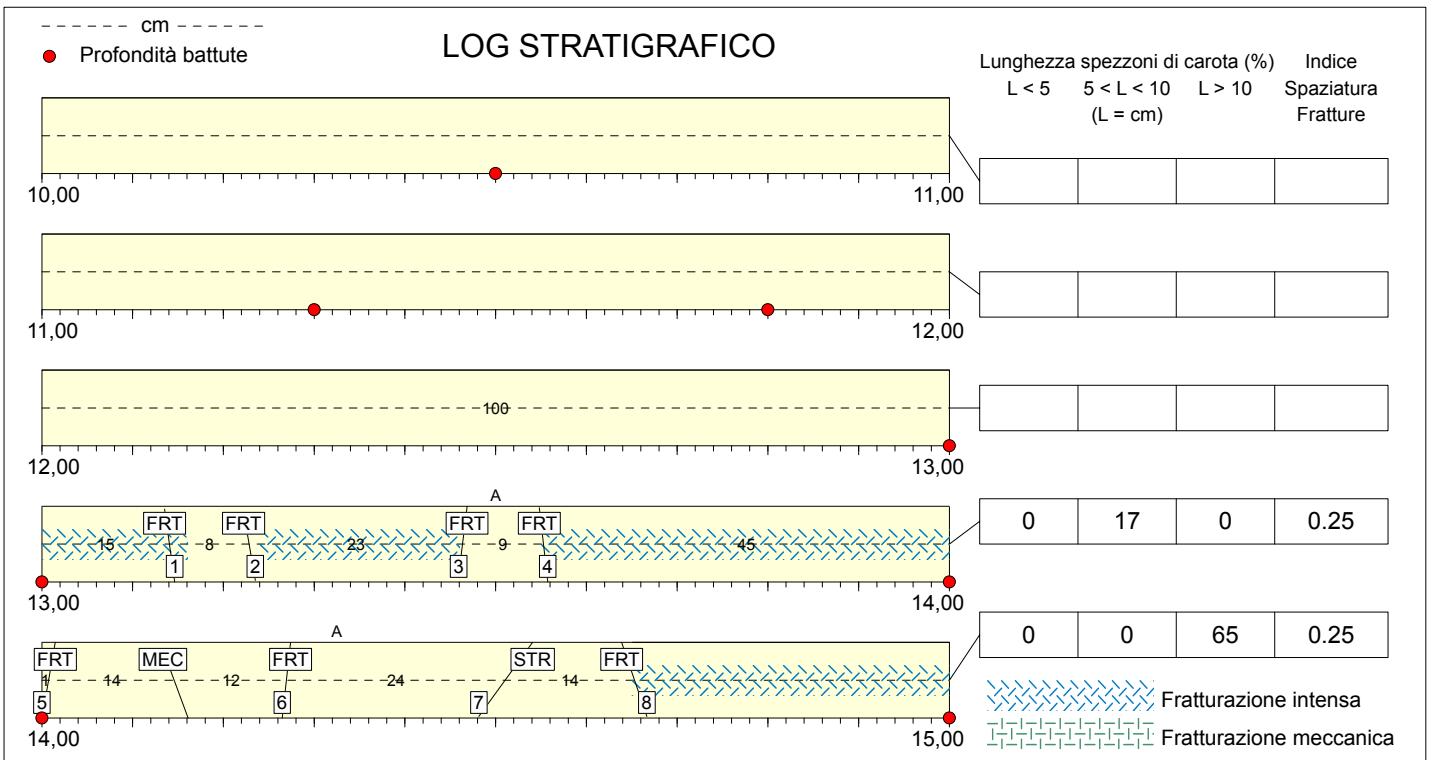 cm
Profondità battute
LOG STRATIGRAFICO
Lunghezza spezzoni di carota (%) Indice
L < 5 5 < L < 10 L > 10 Spaziatura
(L = cm) Fratture
10,00 11,00
11,00 12,00
100
12,00 13,00
A
FRT FRT FRT FRT
15 8 23 9 45
1 2 3 4
0 17 0 0.25
13,00 14,00
A
FRT MEC FRT STR FRT
1 14 12 24 14
5 6 7 8
0 0 65 0.25
14,00 15,00
Fratturazione intensa
Fratturazione meccanica